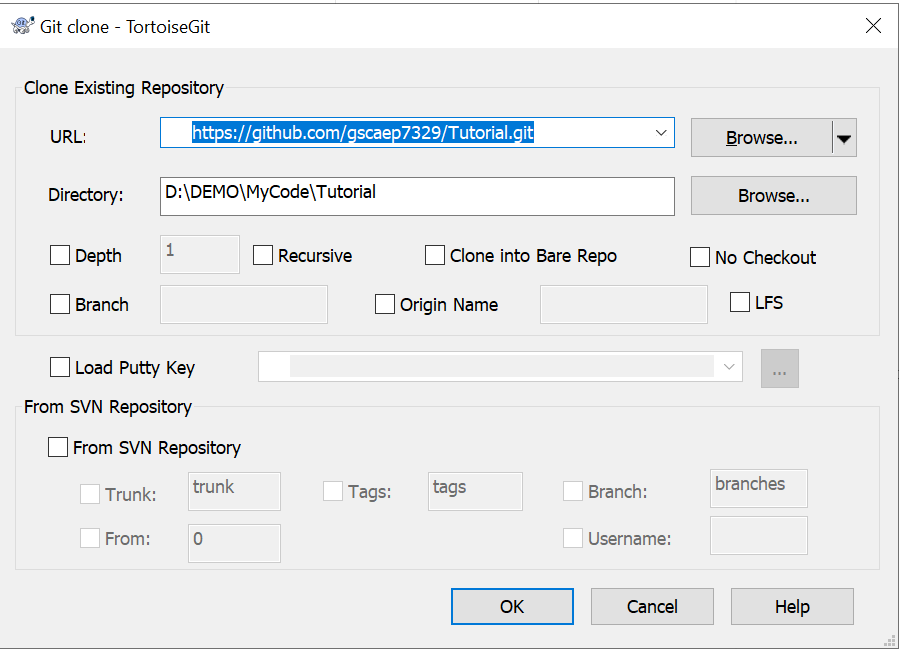 Git clone - TortoiseGit
Clone Existing Repository
URL: https://github.com/gscaep7329/Tutorial.git Browse...
Directory: D:\DEMO\MyCode\Tutorial Browse...
Depth 1 Recursive Clone into Bare Repo No Checkout
Branch Origin Name LFS
Load Putty Key ...
From SVN Repository
From SVN Repository
Trunk: trunk Tags: tags Branch: branches
From: 0 Username:
OK Cancel Help